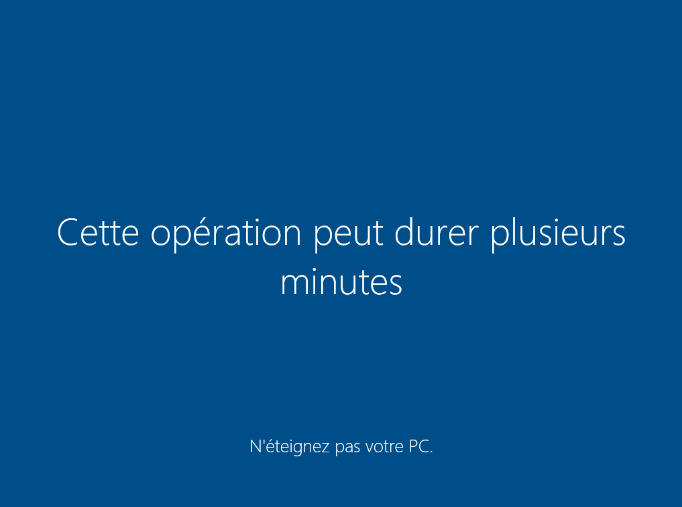 Cette opération peut durer plusieurs
minutes
N'éteignez pas votre PC.